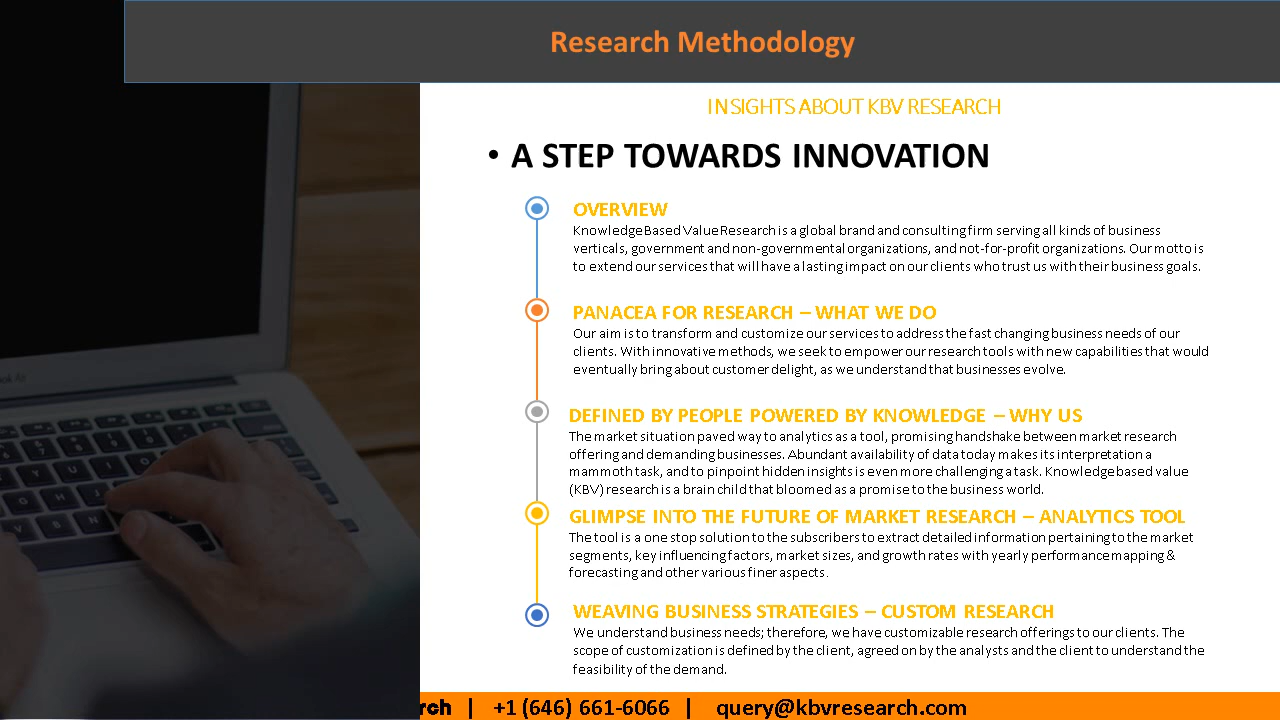 Research Methodology
INSIGHTS ABOUT KBV RESEARCH
• A STEP TOWARDS INNOVATION
OVERVIEW
Knowledge Based Value Research is a global brand and consulting firm serving all kinds of business
verticals, government and non-governmental organizations, and not-for-profit organizations. Our motto is
to extend our services that will have a lasting impact on our clients who trust us with their business goals.
PANACEA FOR RESEARCH – WHAT WE DO
Our aim is to transform and customize our services to address the fast changing business needs of our
clients. With innovative methods, we seek to empower our research tools with new capabilities that would
eventually bring about customer delight, as we understand that businesses evolve.
DEFINED BY PEOPLE POWERED BY KNOWLEDGE – WHY US
The market situation paved way to analytics as a tool, promising handshake between market research
offering and demanding businesses. Abundant availability of data today makes its interpretation a
mammoth task, and to pinpoint hidden insights is even more challenging a task. Knowledge based value
(KBV) research is a brain child that bloomed as a promise to the business world.
GLIMPSE INTO THE FUTURE OF MARKET RESEARCH – ANALYTICS TOOL
The tool is a one stop solution to the subscribers to extract detailed information pertaining to the market
segments, key influencing factors, market sizes, and growth rates with yearly performance mapping &
forecasting and other various finer aspects.
WEAVING BUSINESS STRATEGIES – CUSTOM RESEARCH
We understand business needs; therefore, we have customizable research offerings to our clients. The
scope of customization is defined by the client, agreed on by the analysts and the client to understand the
feasibility of the demand.
rch | +1 (646) 661-6066 | query@kbvresearch.com